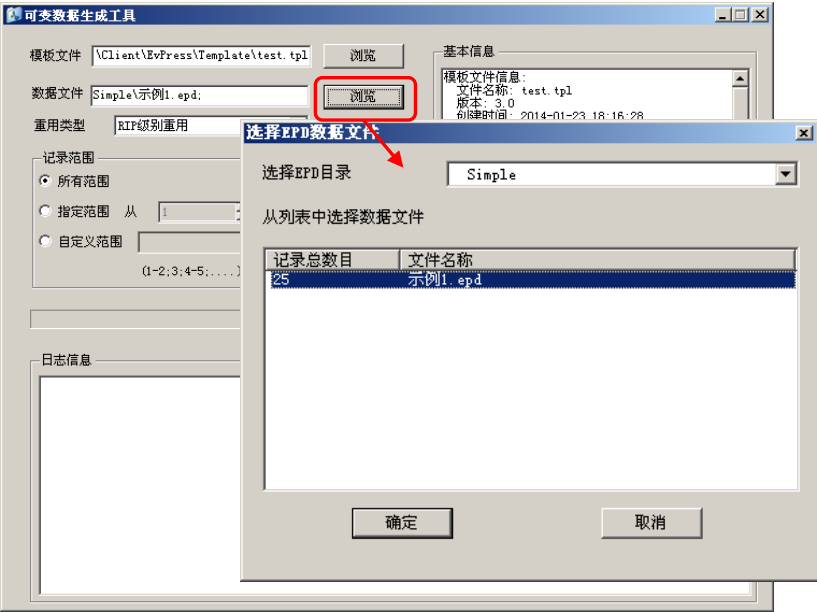 可变数据生成工具
模板文件 \Client\EvPress\Template\test.tpl 浏览
数据文件 Simple\示例1.epd; 浏览
重用类型 RIP级别重用
记录范围
所有范围
指定范围 从 1
自定义范围
(1-2;3;4-5;....)
日志信息
基本信息
模板文件信息:
文件名称: test.tpl
版本: 3.0
创建时间: 2014-01-23 18:16:28
选择EPD数据文件
选择EPD目录 Simple
从列表中选择数据文件
记录总数目 文件名称
25 示例1.epd
确定 取消